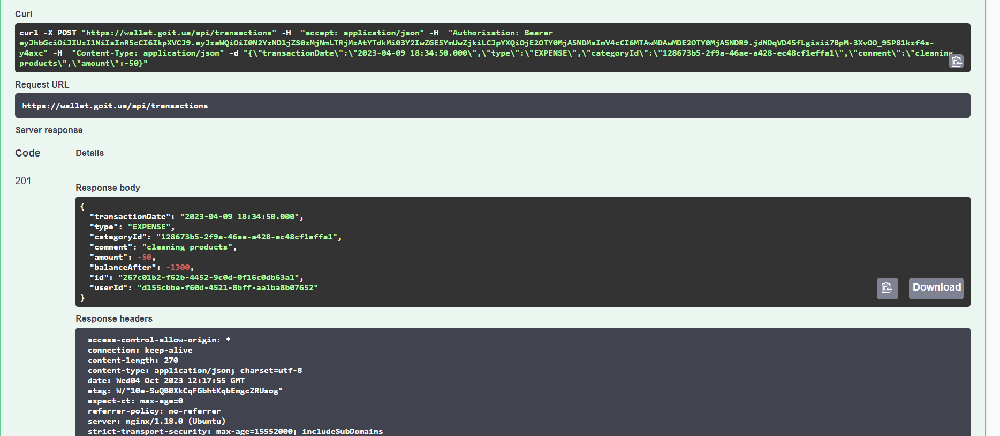 Curl
curl -X POST "https://wallet.goit.ua/api/transactions" -H  "accept: application/json" -H  "Authorization: Bearer
eyJhbGciOiJIUzI1NiIsInR5cCI6IkpXVCJ9.eyJzaWQiOiI0N2YzNDljZS0zMjNmLTRjMzAtYTdkMi03Y2IwZGE5YmUwZjkiLCJpYXQiOjE2OTY0MjA5NDMsImV4cCI6MTAwMDAwMDE2OTY0MjA5NDR9.jdNDqVD45fLgixii7BpM-3XvOO_95P81kzf4s-
y4axc" -H  "Content-Type: application/json" -d "{\"transactionDate\":\"2023-04-09 18:34:50.000\",\"type\":\"EXPENSE\",\"categoryId\":\"128673b5-2f9a-46ae-a428-ec48cf1effa1\",\"comment\":\"cleaning
products\",\"amount\":-50}"
Request URL
https://wallet.goit.ua/api/transactions
Server response
Code Details
201
Response body
{
"transactionDate": "2023-04-09 18:34:50.000",
"type": "EXPENSE",
"categoryId": "128673b5-2f9a-46ae-a428-ec48cf1effa1",
"comment": "cleaning products",
"amount": -50,
"balanceAfter": -1300,
"id": "267c01b2-f62b-4452-9c0d-0f16c0db63a1",
"userId": "d155cbbe-f60d-4521-8bff-aa1ba8b07652"
}
Download
Response headers
access-control-allow-origin: *
connection: keep-alive
content-length: 270
content-type: application/json; charset=utf-8
date: Wed04 Oct 2023 12:17:55 GMT
etag: W/"10e-SuQB0XkCqFGbhtKqbEmgcZRUsog"
expect-ct: max-age=0
referrer-policy: no-referrer
server: nginx/1.18.0 (Ubuntu)
strict-transport-security: max-age=15552000; includeSubDomains